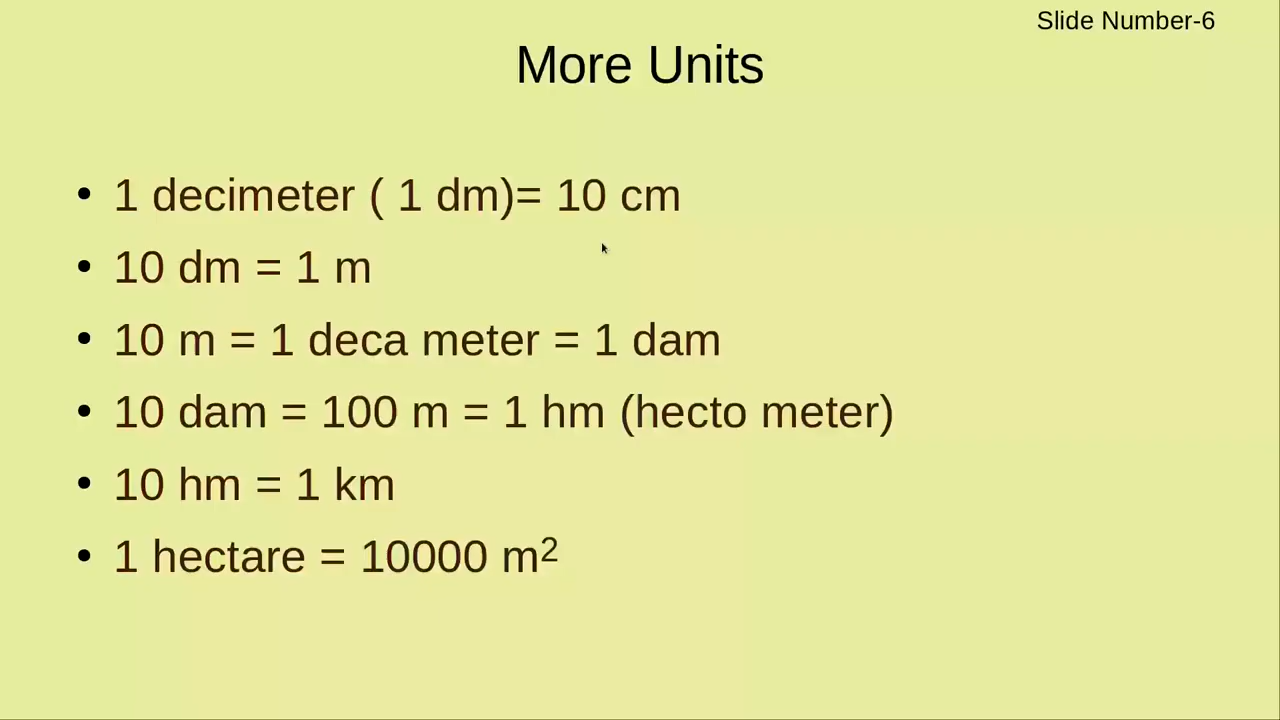 Slide Number-6
More Units
• 1 decimeter ( 1 dm)= 10 cm
• 10 dm = 1 m
• 10 m = 1 deca meter = 1 dam
• 10 dam = 100 m = 1 hm (hecto meter)
• 10 hm = 1 km
• 1 hectare = 10000 m²